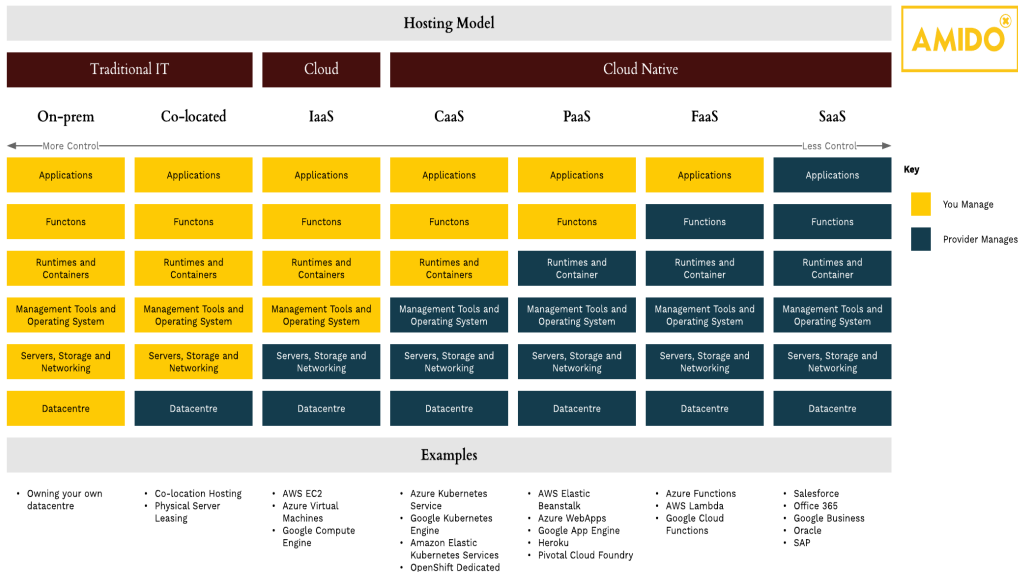 Hosting Model
AMIDO
Traditional IT
Cloud
Cloud Native
On-prem
Co-located
IaaS
CaaS
PaaS
FaaS
SaaS
More Control
Less Control
Key
You Manage
Provider Manages
Applications
Applications
Applications
Applications
Applications
Applications
Applications
Functons
Functons
Functons
Functons
Functons
Functions
Functions
Runtimes and
Containers
Runtimes and
Containers
Runtimes and
Containers
Runtimes and
Containers
Runtimes and
Container
Runtimes and
Container
Runtimes and
Container
Management Tools and
Operating System
Management Tools and
Operating System
Management Tools and
Operating System
Management Tools and
Operating System
Management Tools and
Operating System
Management Tools and
Operating System
Management Tools and
Operating System
Servers, Storage and
Networking
Servers, Storage and
Networking
Servers, Storage and
Networking
Servers, Storage and
Networking
Servers, Storage and
Networking
Servers, Storage and
Networking
Servers, Storage and
Networking
Datacentre
Datacentre
Datacentre
Datacentre
Datacentre
Datacentre
Datacentre
Examples
• Owning your own
datacentre
• Co-location Hosting
• Physical Server
Leasing
• AWS EC2
• Azure Virtual
Machines
• Google Compute
Engine
• Azure Kubernetes
Service
• Google Kubernetes
Engine
• Amazon Elastic
Kubernetes Services
• OpenShift Dedicated
• AWS Elastic
Beanstalk
• Azure WebApps
• Google App Engine
• Heroku
• Pivotal Cloud Foundry
• Azure Functions
• AWS Lambda
• Google Cloud
Functions
• Salesforce
• Office 365
• Google Business
• Oracle
• SAP